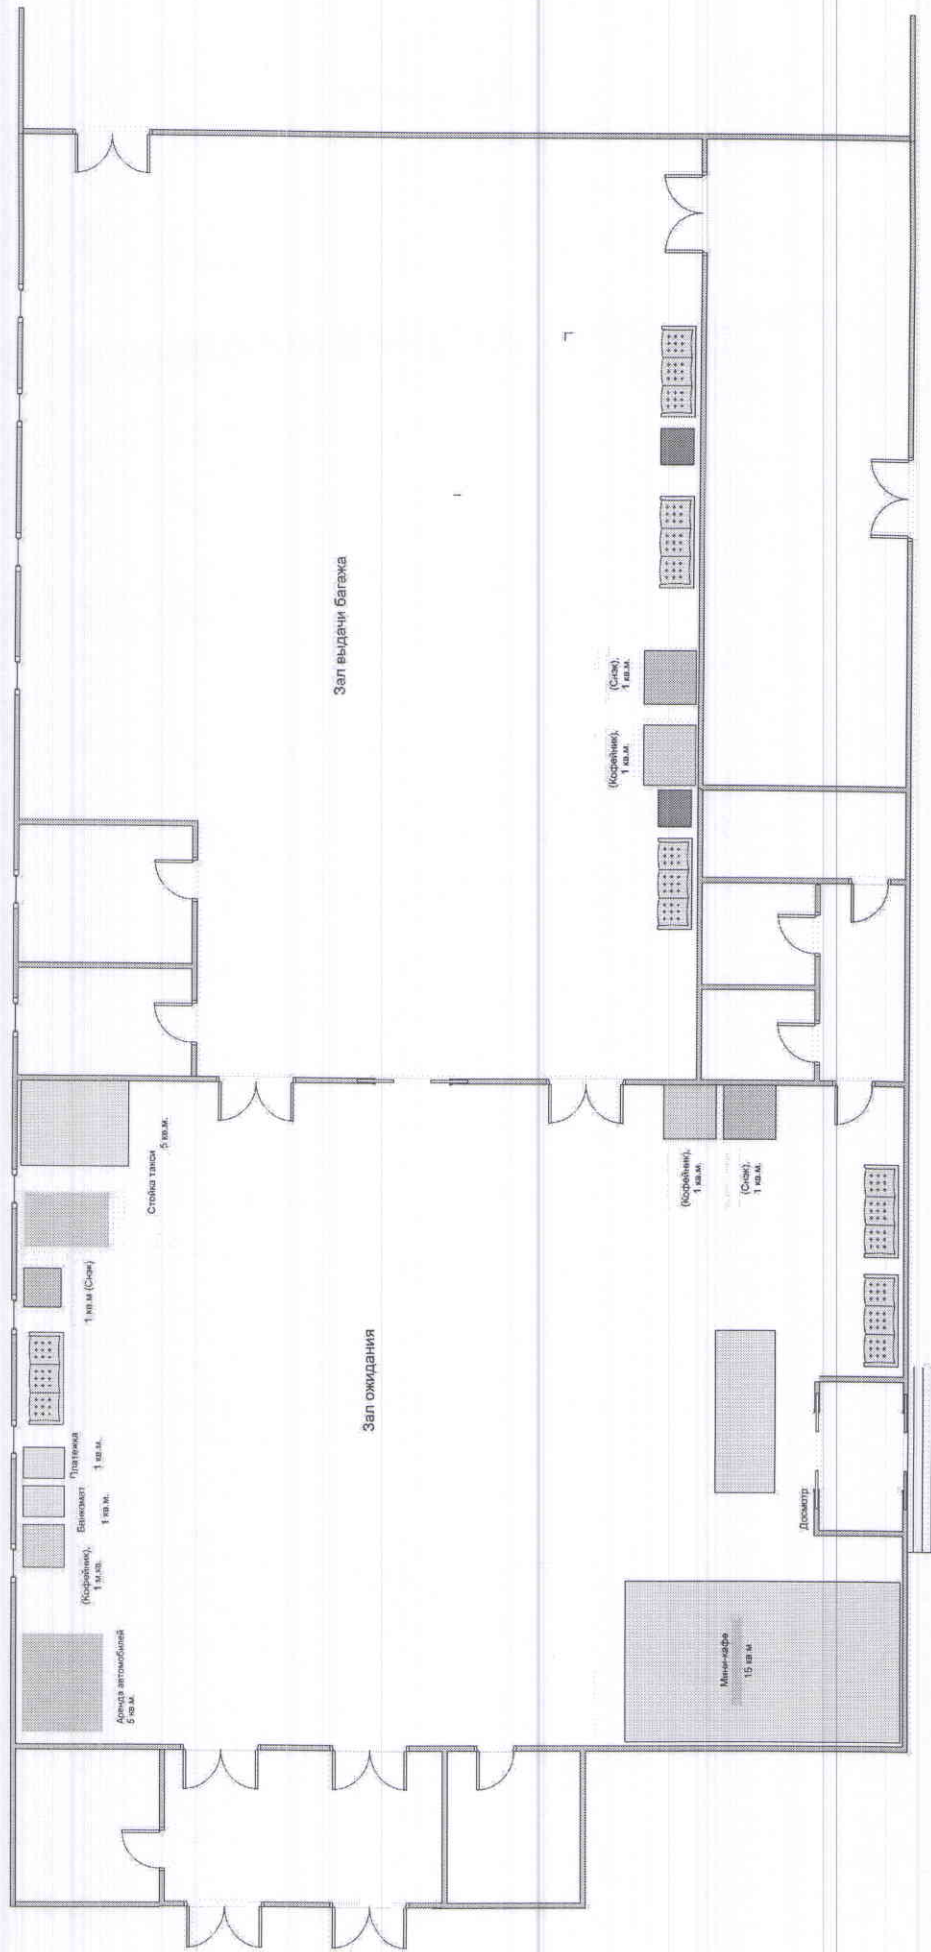 Зал выдачи багажа
(Снэк),
1 кв.м.
(Кофейник),
1 кв.м.
Стойка такси
5 кв.м.
1 кв.м (Снэк)
Платежка
1 кв.м.
Банкомат
1 кв.м.
(Кофейник),
1 м.кв.
Аренда автомобилей
5 кв.м.
Зал ожидания
(Кофейник),
1 кв.м.
(Снэк),
1 кв.м.
Досмотр
Мини-кафе
15 кв.м